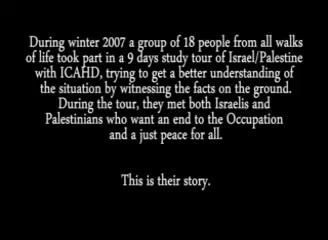 During winter 2007 a group of 18 people from all walks
of life took part in a 9 days study tour of Israel/Palestine
with ICAHD, trying to get a better understanding of
the situation by witnessing the facts on the ground.
During the tour, they met both Israelis and
Palestinians who want an end to the Occupation
and a just peace for all.
This is their story.